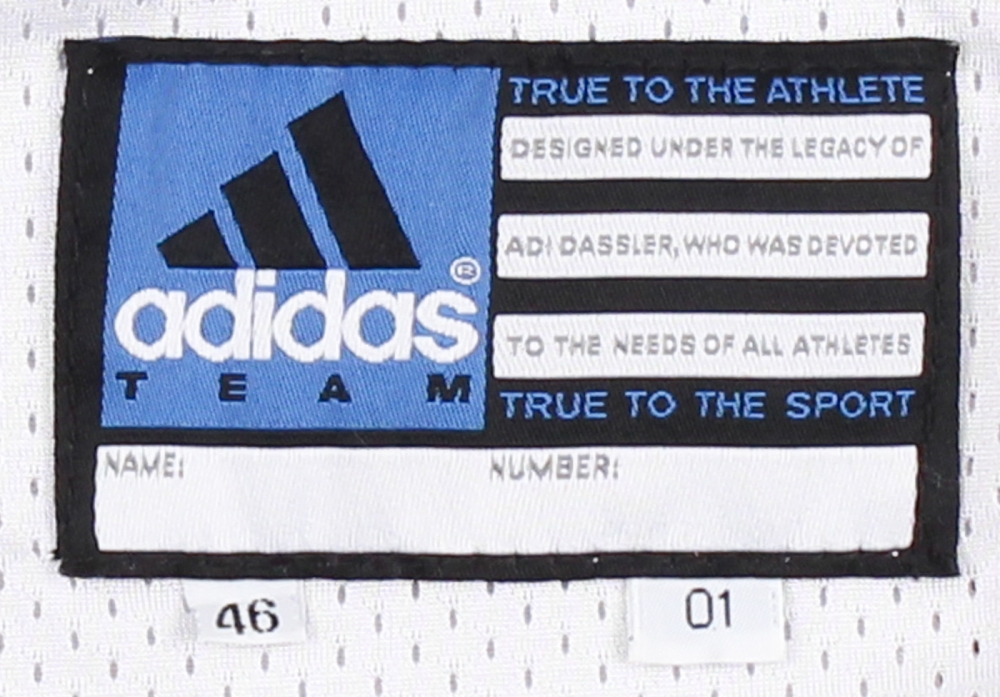 adidas®
TEAM
TRUE TO THE ATHLETE
DESIGNED UNDER THE LEGACY OF
ADI DASSLER, WHO WAS DEVOTED
TO THE NEEDS OF ALL ATHLETES
TRUE TO THE SPORT
NAME: NUMBER:
46 01